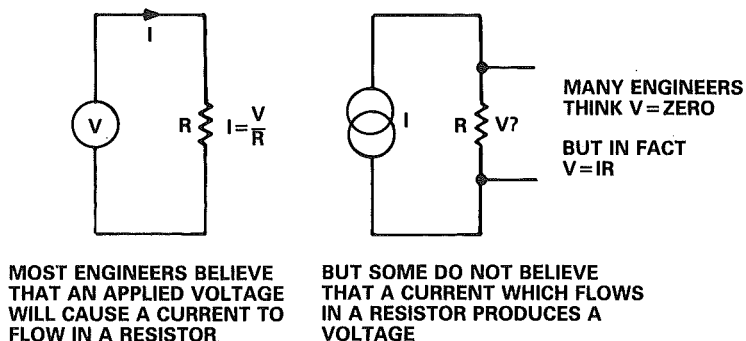 I
V
R
I=V/R
I
R
V?
MANY ENGINEERS
THINK V=ZERO
BUT IN FACT
V=IR
MOST ENGINEERS BELIEVE
THAT AN APPLIED VOLTAGE
WILL CAUSE A CURRENT TO
FLOW IN A RESISTOR
BUT SOME DO NOT BELIEVE
THAT A CURRENT WHICH FLOWS
IN A RESISTOR PRODUCES A
VOLTAGE